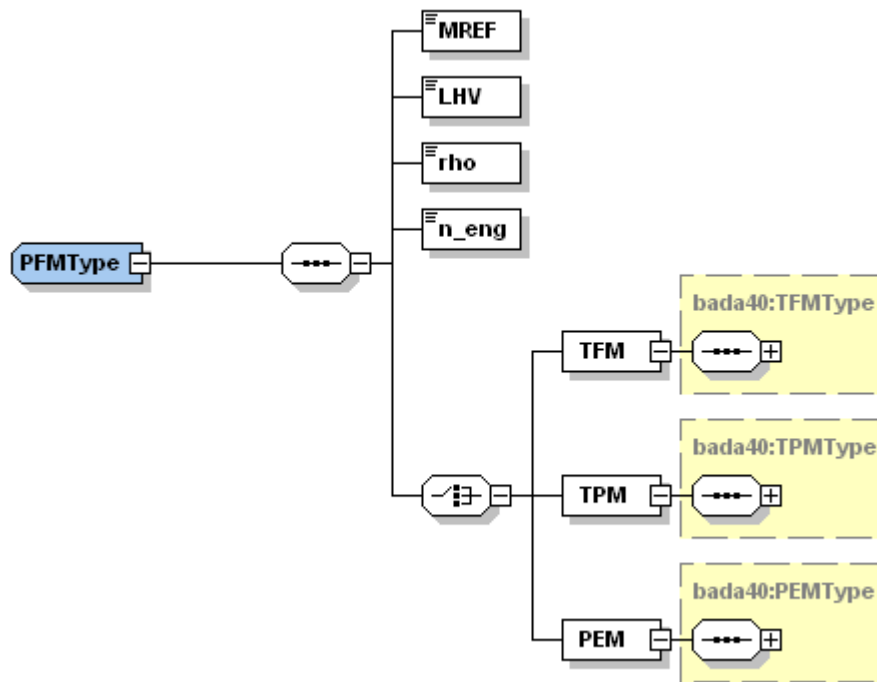 MREF
LHV
rho
n_eng
PFMType
bada40:TFMType
TFM
bada40:TPMType
TPM
bada40:PEMType
PEM